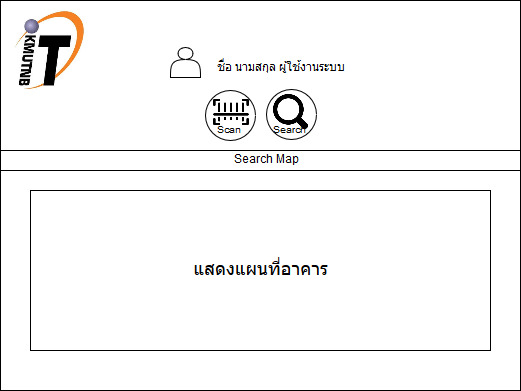 KMUTNB
IT
ชื่อ นามสกุล ผู้ใช้งานระบบ
Scan
Search
Search Map
แสดงแผนที่อาคาร